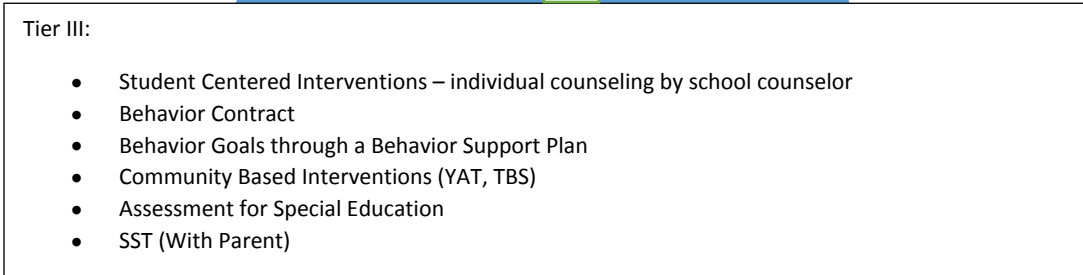 Tier III:
• Student Centered Interventions – individual counseling by school counselor
• Behavior Contract
• Behavior Goals through a Behavior Support Plan
• Community Based Interventions (YAT, TBS)
• Assessment for Special Education
• SST (With Parent)